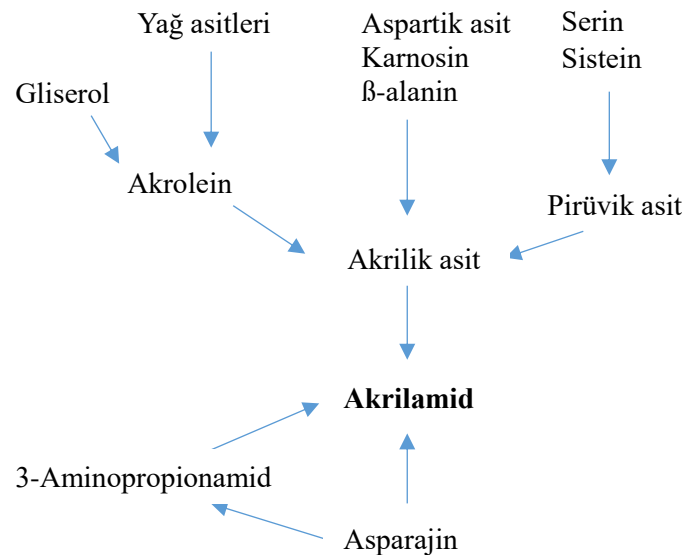 Yağ asitleri
Aspartik asit
Karnosin
ß-alanin
Serin
Sistein
Gliserol
Akrolein
Pirüvik asit
Akrilik asit
Akrilamid
3-Aminopropionamid
Asparajin